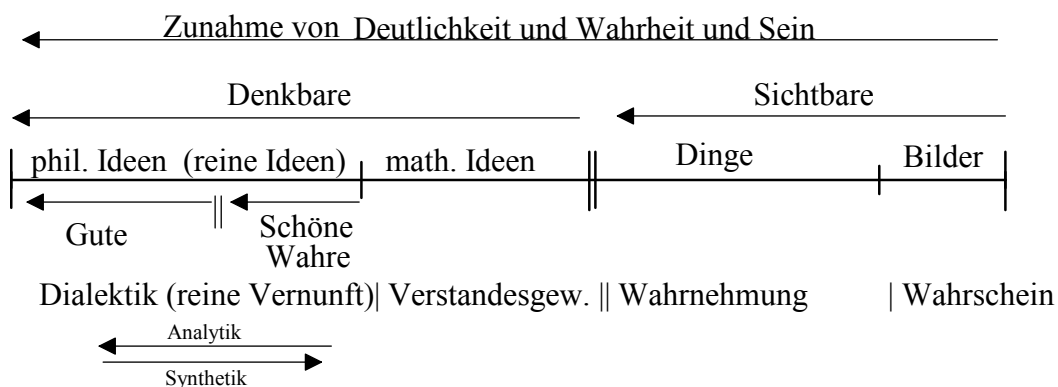 Zunahme von Deutlichkeit und Wahrheit und Sein
Denkbare Sichtbare
phil. Ideen (reine Ideen) math. Ideen Dinge Bilder
|| 
Gute Schöne
Wahre
Dialektik (reine Vernunft)| Verstandesgew. || Wahrnehmung | Wahrschein
Analytik
Synthetik